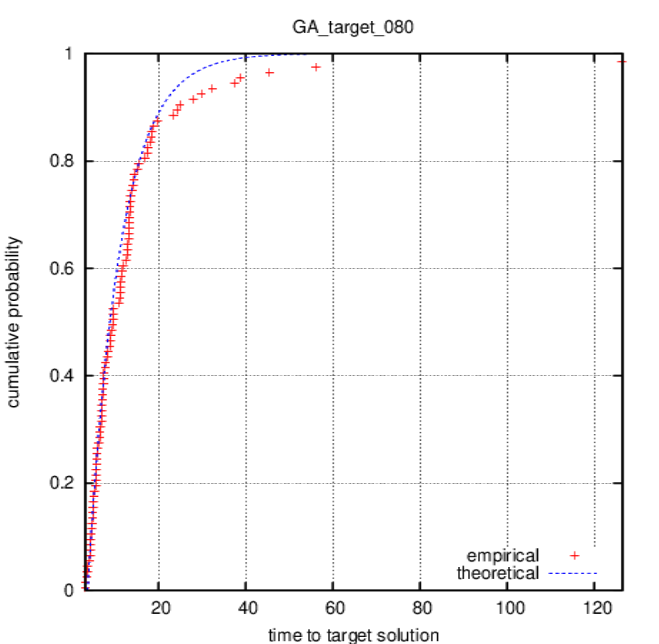 GA_target_080
1
0.8
0.6
0.4
0.2
0
cumulative probability
empirical
theoretical
20 40 60 80 100 120
time to target solution